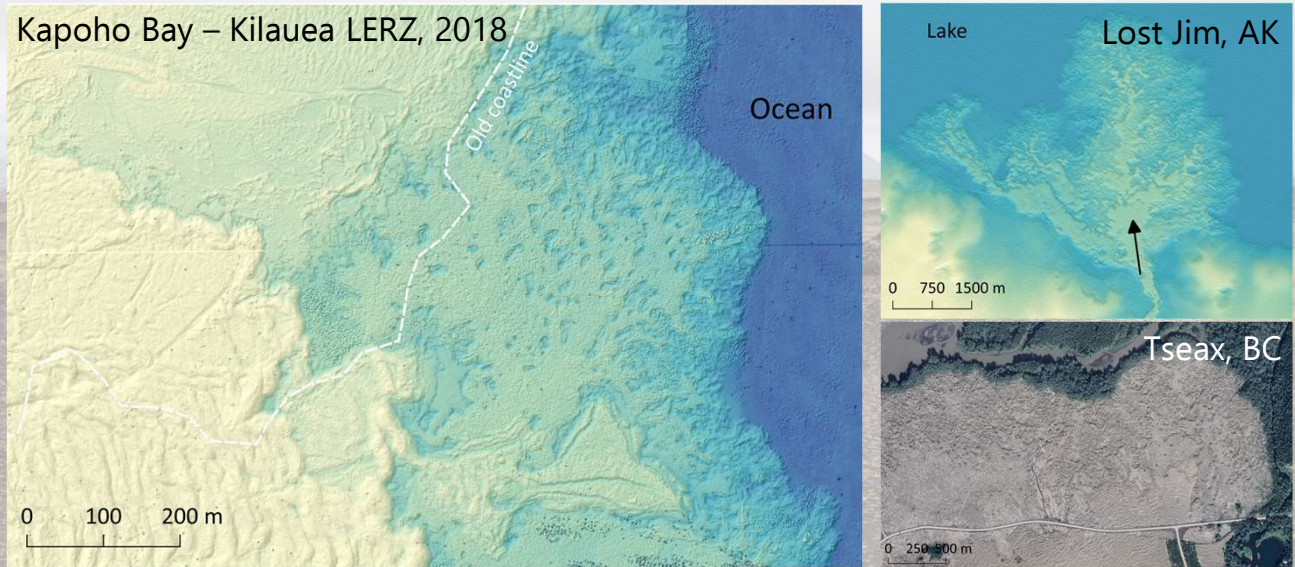 Kapoho Bay – Kilauea LERZ, 2018
Old coastline
Ocean
0 100 200 m
Lake
Lost Jim, AK
0 750 1500 m
Tseax, BC
0 250 500 m